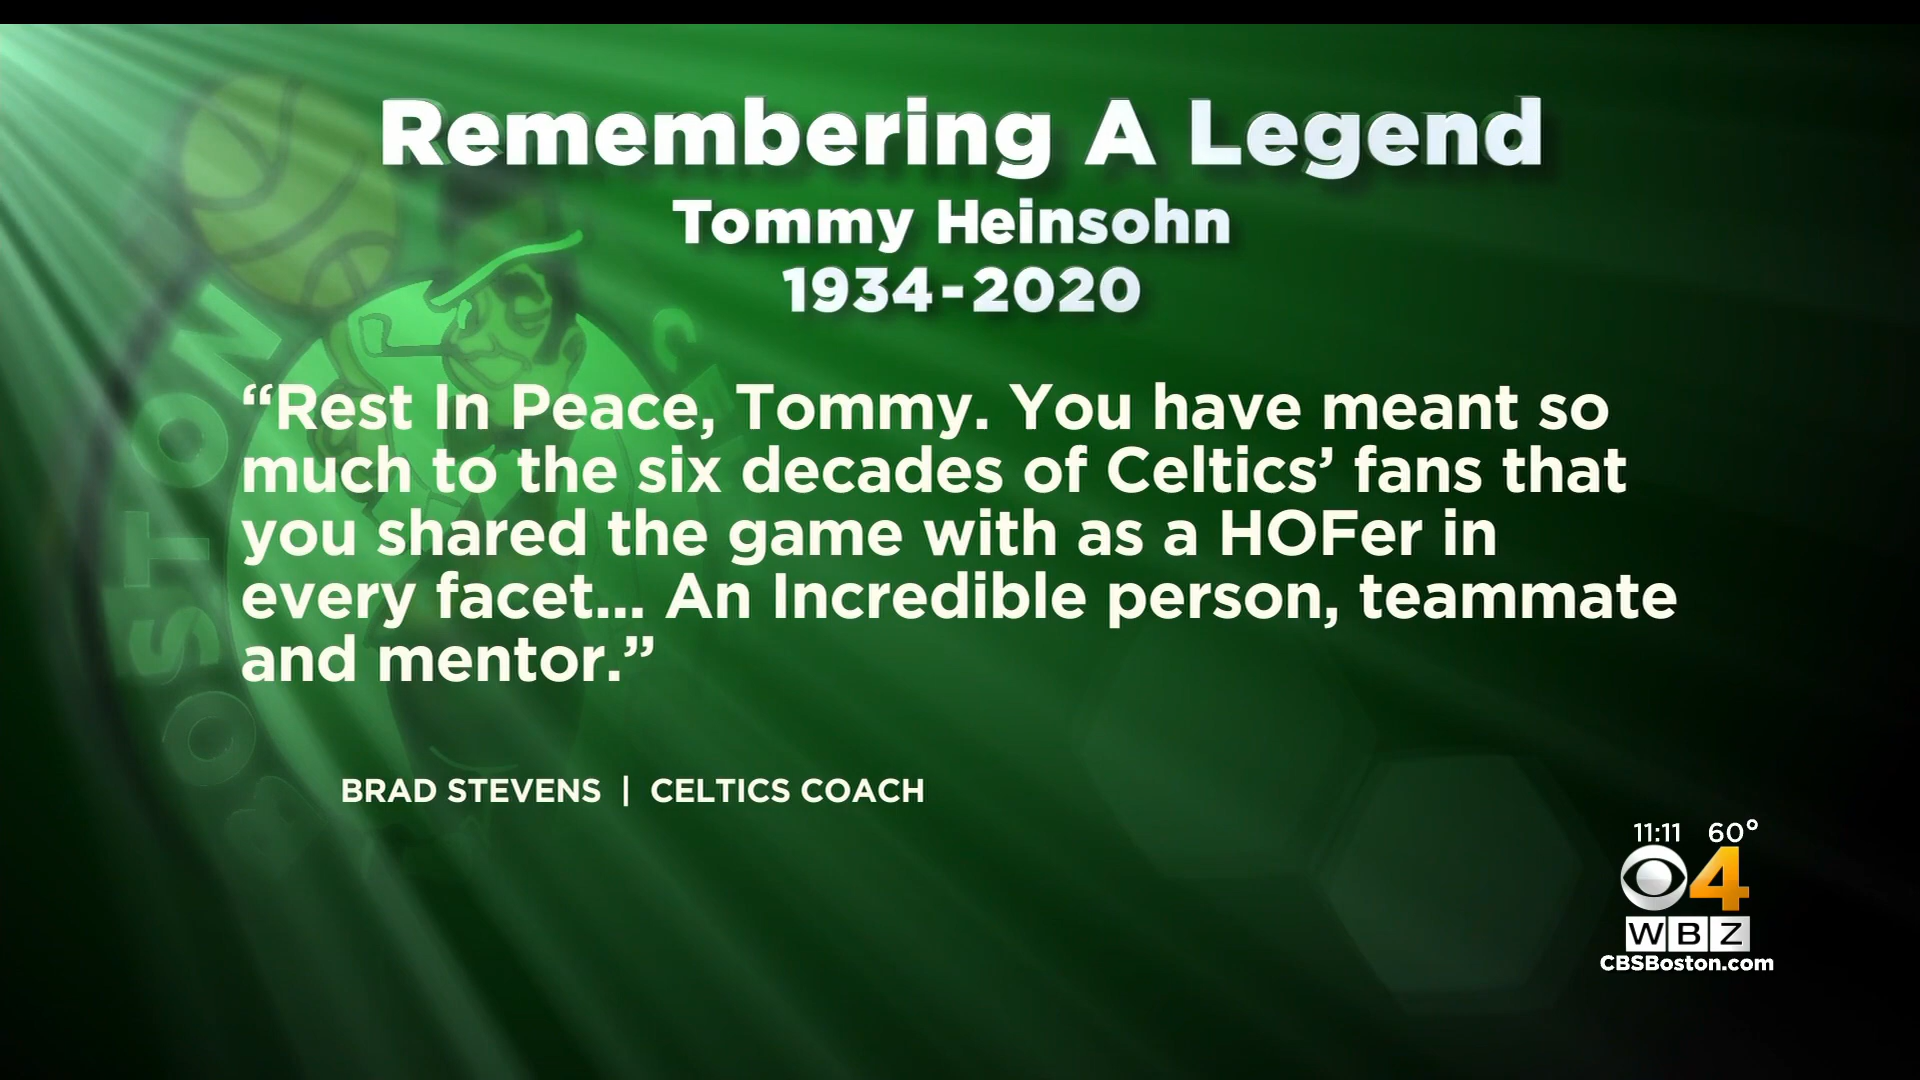 Remembering A Legend
Tommy Heinsohn
1934-2020
“Rest In Peace, Tommy. You have meant so
much to the six decades of Celtics’ fans that
you shared the game with as a HOFer in
every facet... An Incredible person, teammate
and mentor.”
BRAD STEVENS | CELTICS COACH
11:11 60°
4
WBZ
CBSBoston.com
BOSTON